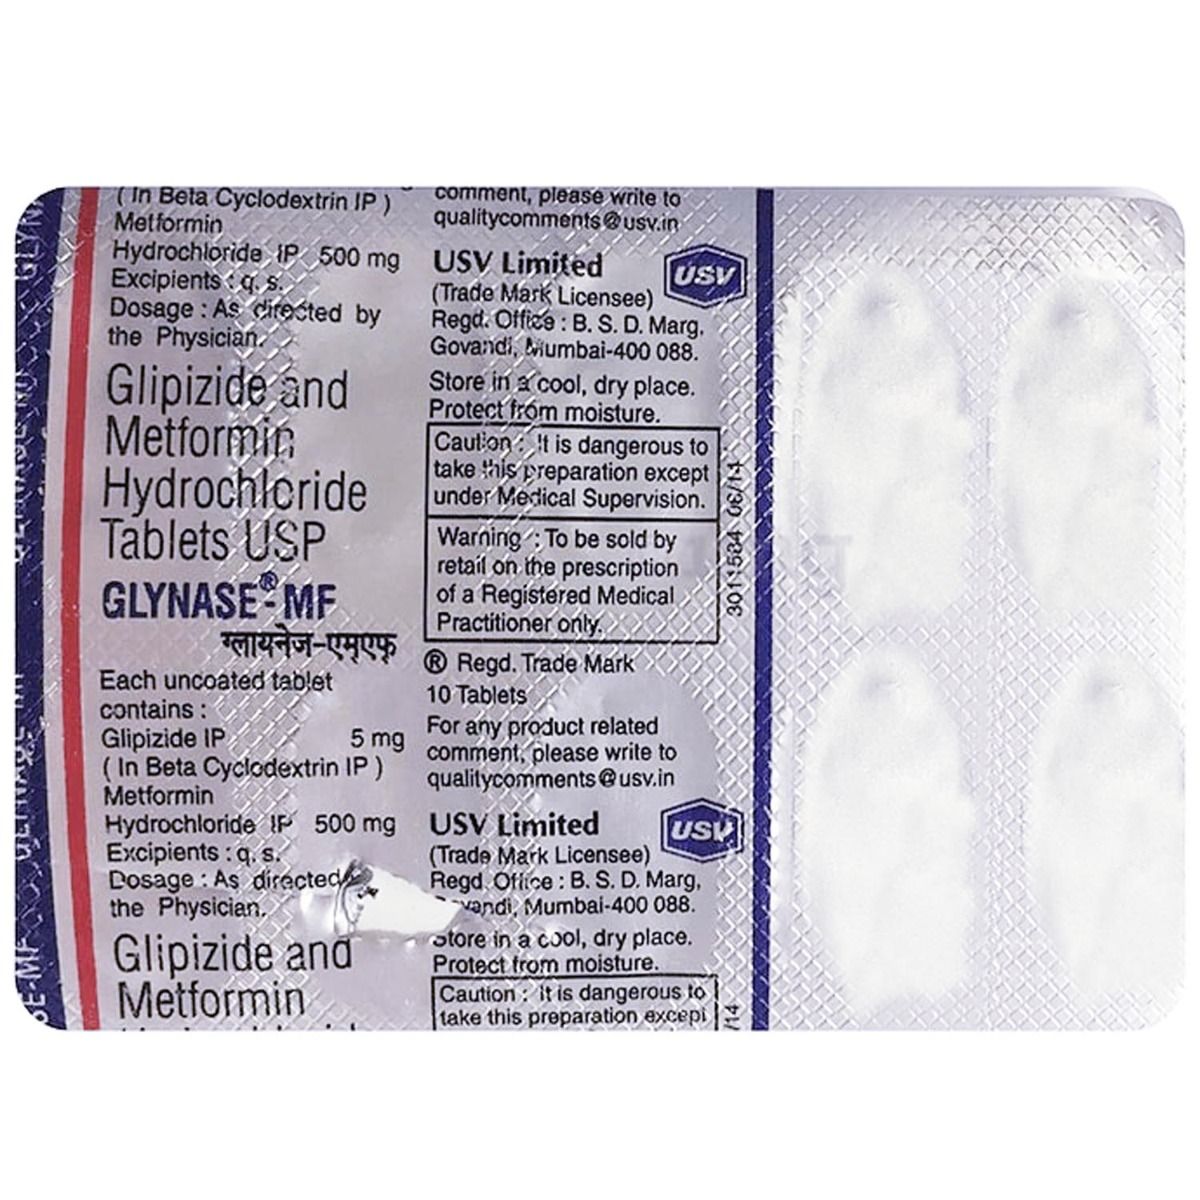 ( In Beta Cyclodextrin IP )
Metformin
Hydrochloride IP 500 mg
Excipients : q. s.
Dosage : As directed by
the Physician.
Glipizide and
Metformin
Hydrochloride
Tablets USP
GLYNASE®-MF
ग्लायनेज-एमएफ
Each uncoated tablet
contains :
Glipizide IP 5 mg
( In Beta Cyclodextrin IP )
Metformin
Hydrochloride IP 500 mg
Excipients : q. s.
Dosage : As directed
the Physician.
Glipizide and
Metformin
comment, please write to
qualitycomments@usv.in
USV Limited
USV
(Trade Mark Licensee)
Regd. Office : B. S. D. Marg,
Govandi, Mumbai-400 088.
Store in a cool, dry place.
Protect from moisture.
Caution : It is dangerous to
take this preparation except
under Medical Supervision.
Warning : To be sold by
retail on the prescription
of a Registered Medical
Practitioner only.
® Regd. Trade Mark
10 Tablets
For any product related
comment, please write to
qualitycomments@usv.in
USV Limited
USV
(Trade Mark Licensee)
Regd. Office : B. S. D. Marg,
Mumbai-400 088.
Store in a cool, dry place.
Protect from moisture.
Caution : It is dangerous to
take this preparation except
3011584 06/14
/14